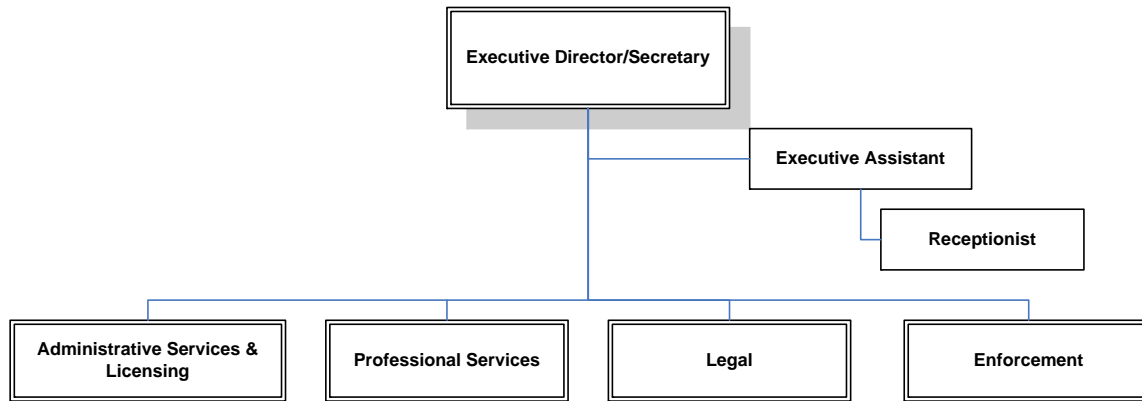 Executive Director/Secretary
Executive Assistant
Receptionist
Administrative Services &
Licensing
Professional Services
Legal
Enforcement